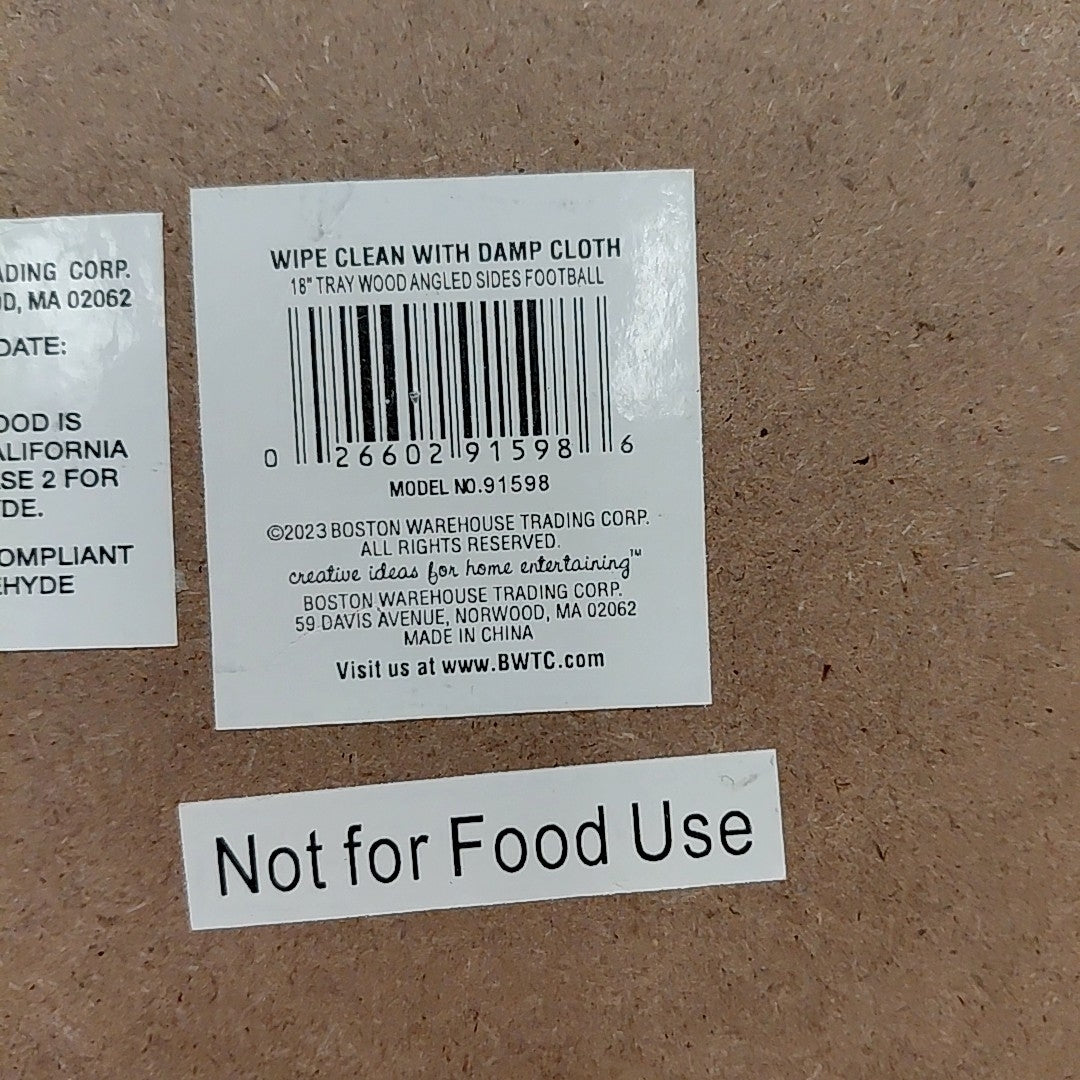 ADING CORP.
D, MA 02062
DATE:
OOD IS
ALIFORNIA
SE 2 FOR
DE.
OMPLIANT
HYDE
WIPE CLEAN WITH DAMP CLOTH
18" TRAY WOOD ANGLED SIDES FOOTBALL
0 26602 91598 6
MODEL NO.91598
©2023 BOSTON WAREHOUSE TRADING CORP.
ALL RIGHTS RESERVED.
creative ideas for home entertaining™
BOSTON WAREHOUSE TRADING CORP.
59 DAVIS AVENUE, NORWOOD, MA 02062
MADE IN CHINA
Visit us at www.BWTC.com
Not for Food Use